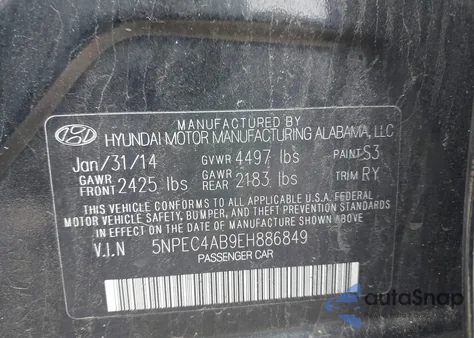 MANUFACTURED BY
HYUNDAI MOTOR MANUFACTURING ALABAMA, LLC
Jan/31/14 GVWR 4497 lbs PAINT S3
GAWR FRONT 2425 lbs GAWR REAR 2183 lbs TRIM RY
THIS VEHICLE CONFORMS TO ALL APPLICABLE U.S.A. FEDERAL
MOTOR VEHICLE SAFETY, BUMPER, AND THEFT PREVENTION STANDARDS
IN EFFECT ON THE DATE OF MANUFACTURE SHOWN ABOVE.
V.I.N 5NPEC4AB9EH886849
PASSENGER CAR
autoSnap